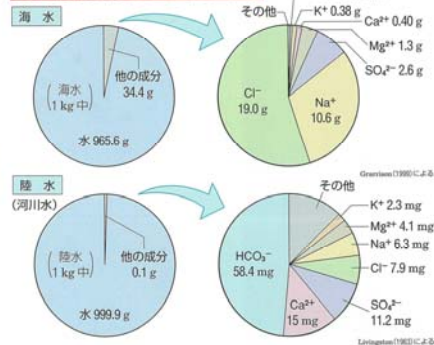 海水
その他
K⁺ 0.38 g
Ca²⁺ 0.40 g
Mg²⁺ 1.3 g
SO₄²⁻ 2.6 g
Na⁺
10.6 g
Cl⁻
19.0 g
海水
(1 kg 中)
他の成分
34.4 g
水 965.6 g
Garrison(1999)による
陸水
(河川水)
その他
K⁺ 2.3 mg
Mg²⁺ 4.1 mg
Na⁺ 6.3 mg
Cl⁻ 7.9 mg
SO₄²⁻
11.2 mg
Ca²⁺
15 mg
HCO₃⁻
58.4 mg
陸水
(1 kg 中)
他の成分
0.1 g
水 999.9 g
Livingston(1963)による